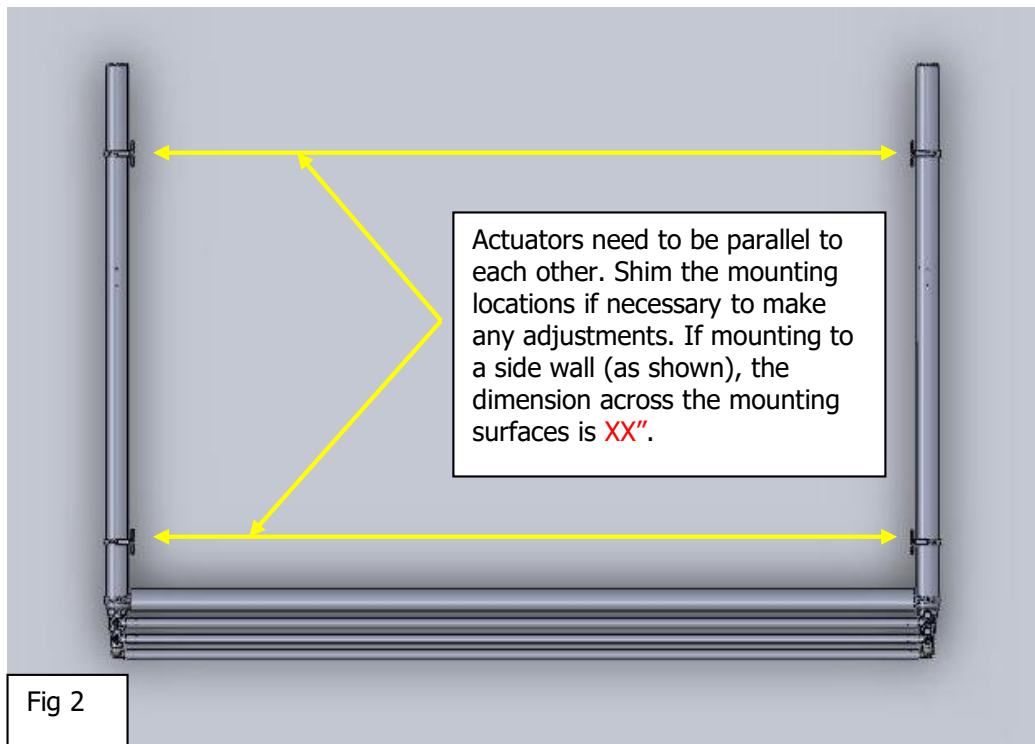 Actuators need to be parallel to
each other. Shim the mounting
locations if necessary to make
any adjustments. If mounting to
a side wall (as shown), the
dimension across the mounting
surfaces is XX”.
Fig 2